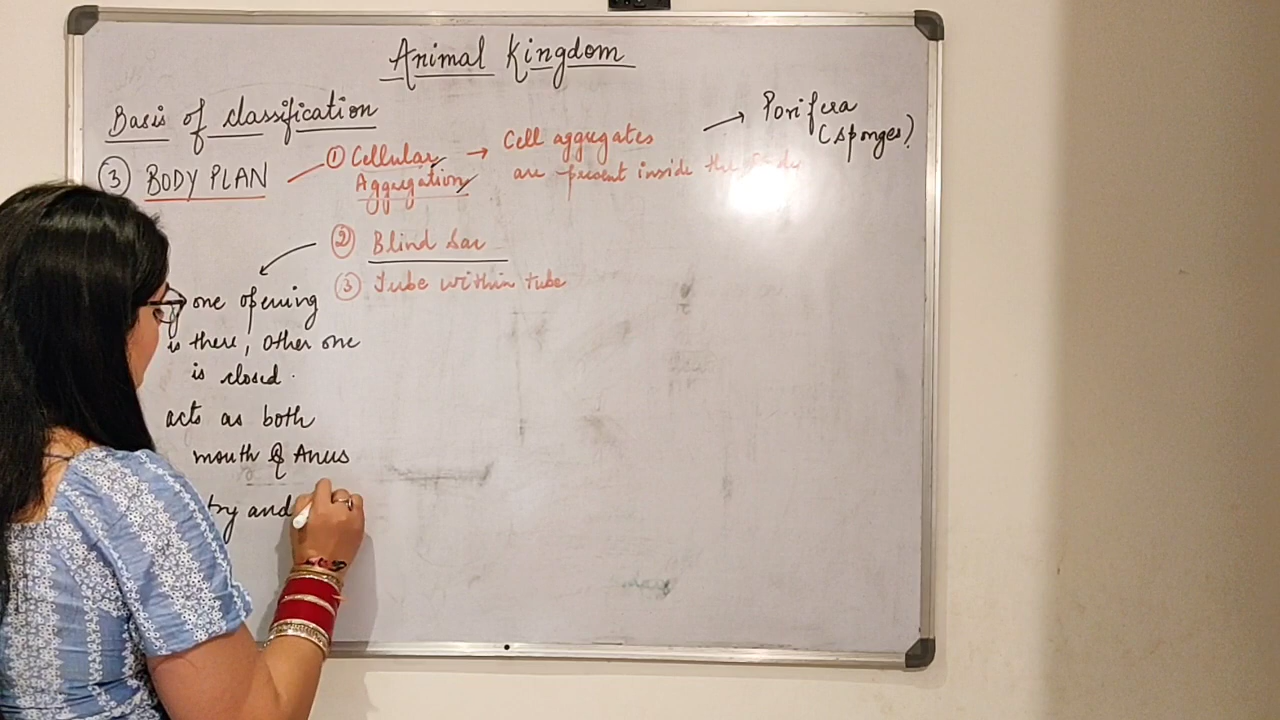 Animal Kingdom
Basis of classification
③ BODY PLAN
① Cellular Aggregation → Cell aggregates are present inside the
→ Porifera (sponges)
② Blind Sac
③ Tube within tube
one opening
is there, other one
is closed.
acts as both
mouth & Anus
and